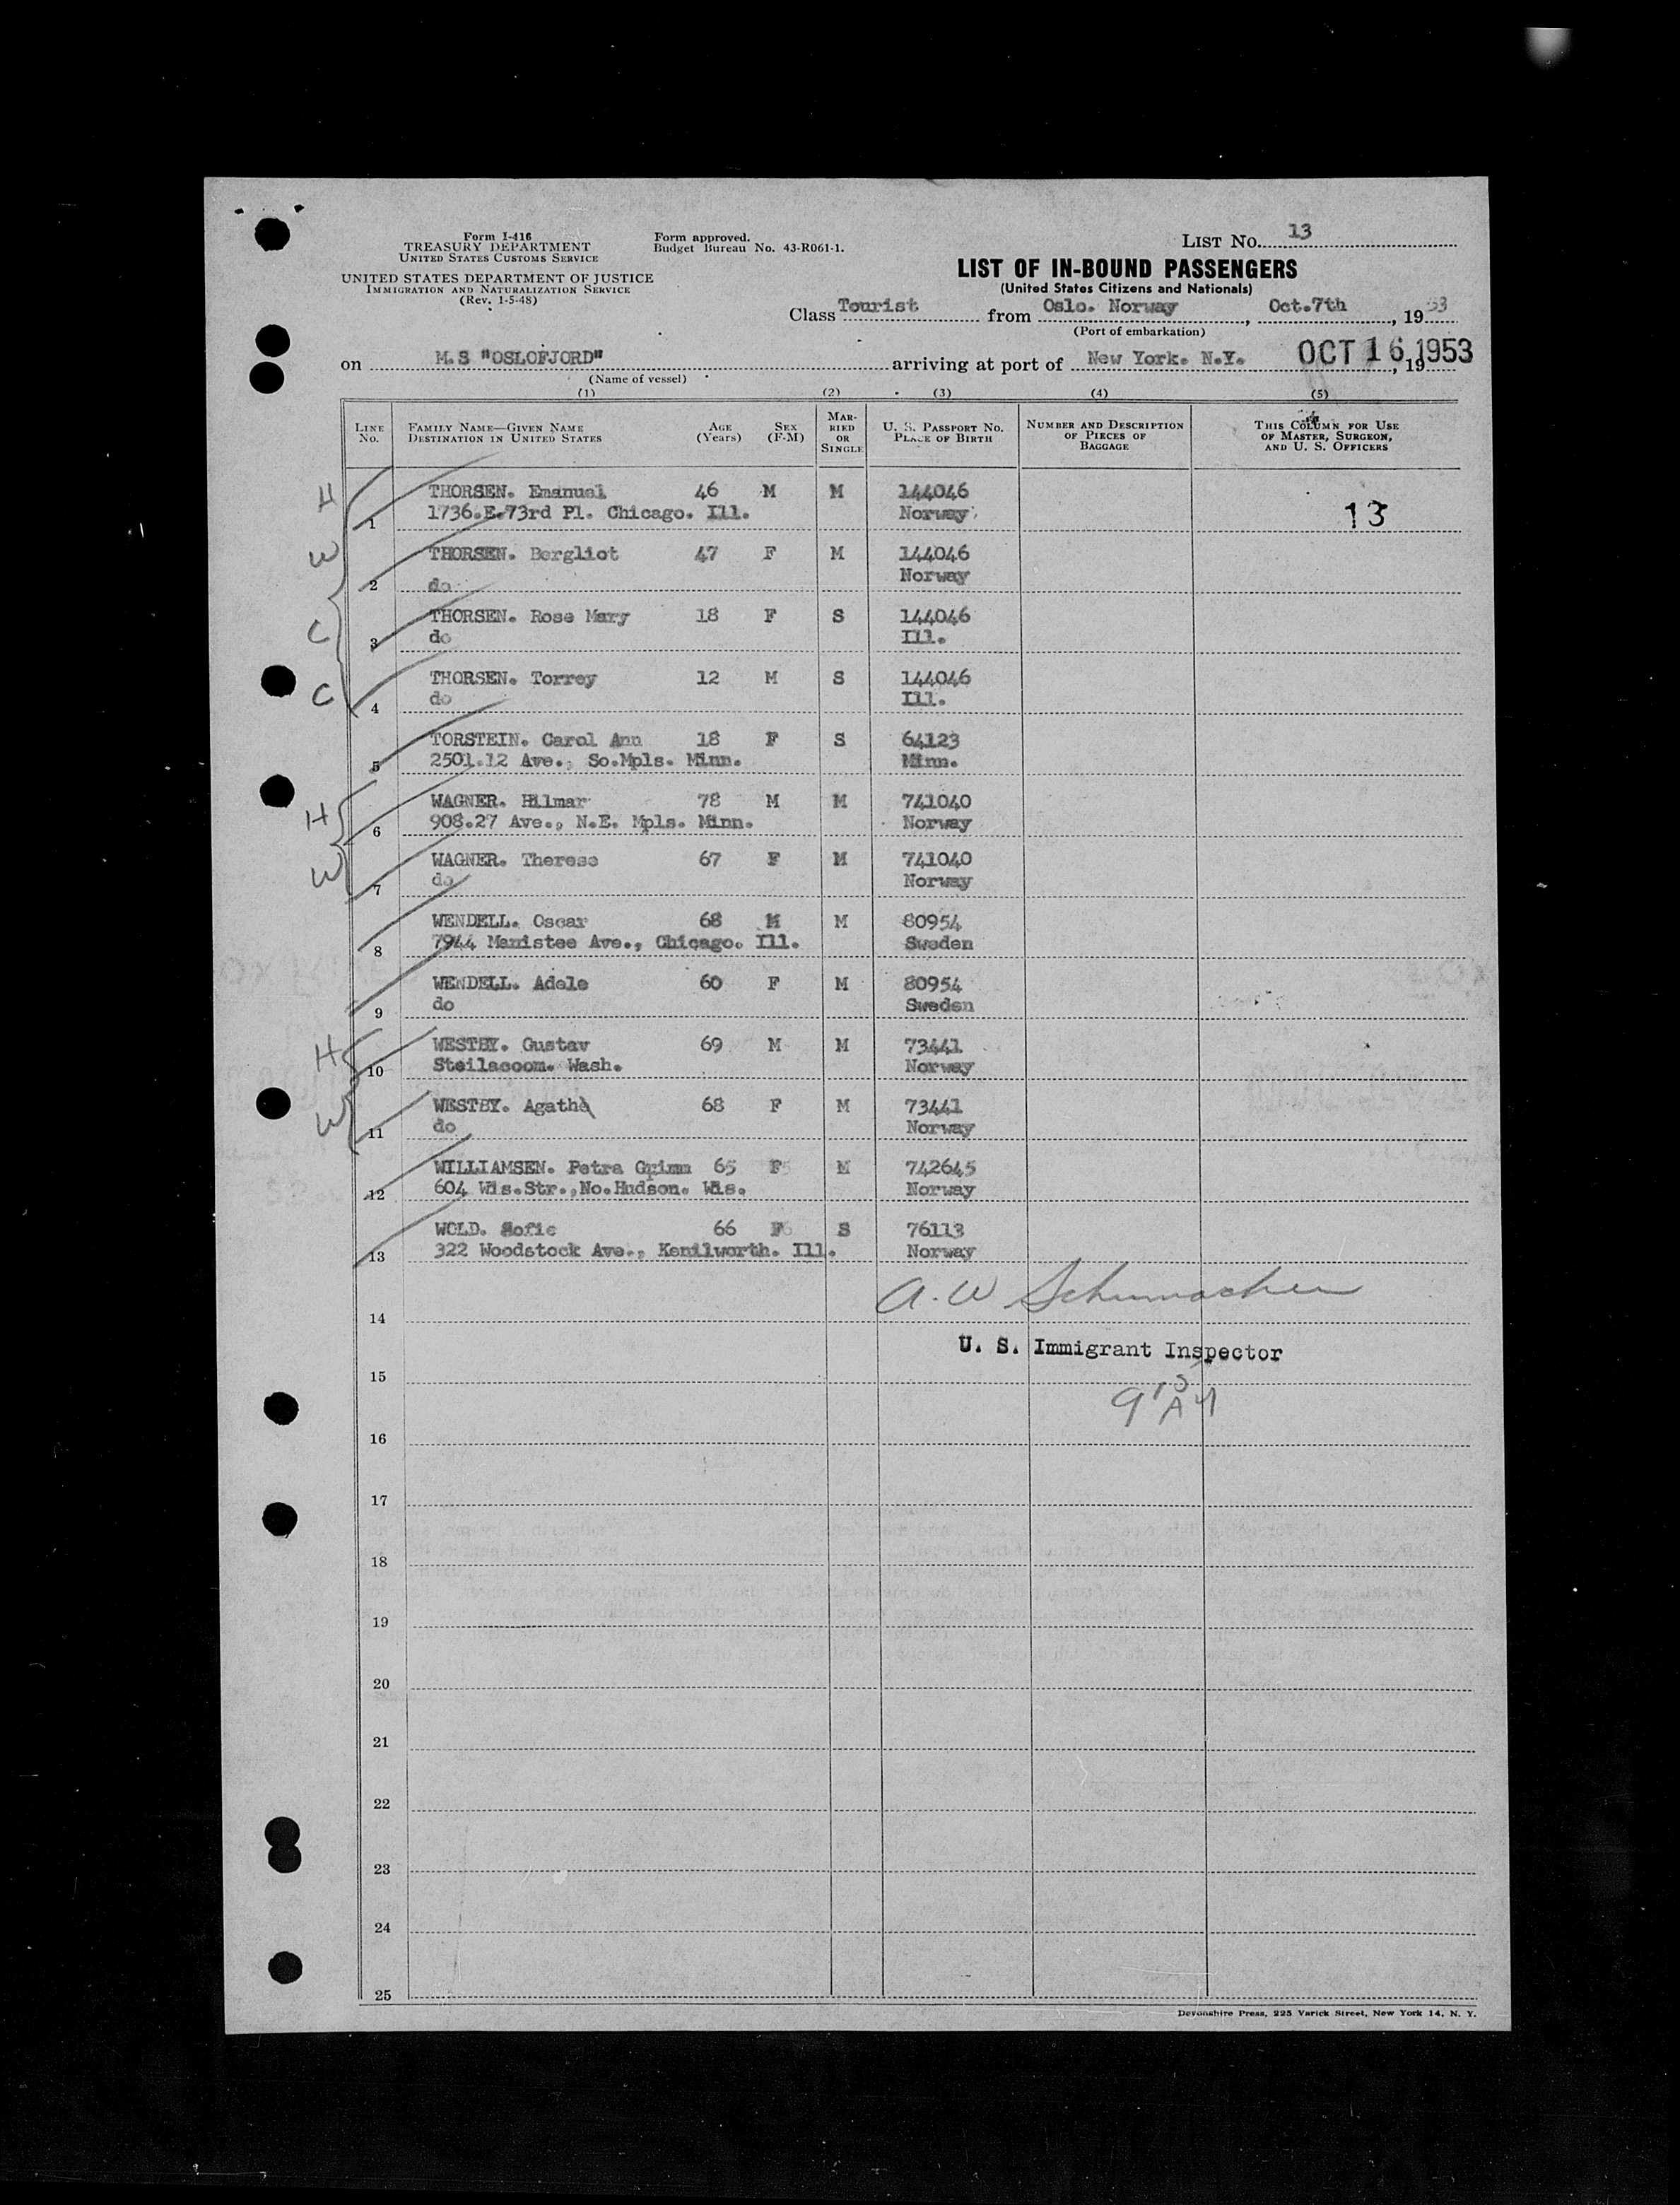 Form I-416
TREASURY DEPARTMENT
UNITED STATES CUSTOMS SERVICE
UNITED STATES DEPARTMENT OF JUSTICE
IMMIGRATION AND NATURALIZATION SERVICE
(Rev. 1-5-48)
Form approved.
Budget Bureau No. 43-R061-1.
LIST NO. 13
LIST OF IN-BOUND PASSENGERS
(United States Citizens and Nationals)
Class Tourist from Oslo. Norway, Oct.7th, 19 53
(Port of embarkation)
on M.S "OSLOFJORD" arriving at port of New York. N.Y. OCT 16 1953, 19
(Name of vessel)
(1) (2) (3) (4) (5)
LINE NO. FAMILY NAME—GIVEN NAME DESTINATION IN UNITED STATES AGE (Years) SEX (F-M) MARRIED OR SINGLE U. S. PASSPORT NO. PLACE OF BIRTH NUMBER AND DESCRIPTION OF PIECES OF BAGGAGE THIS COLUMN FOR USE OF MASTER, SURGEON, AND U. S. OFFICERS
H THORSEN. Emanuel 46 M M 144046
1 1736.E.73rd Pl. Chicago. Ill. Norway 13
W THORSEN. Bergliot 47 F M 144046
2 do Norway
C THORSEN. Rose Mary 18 F S 144046
3 do Ill.
C THORSEN. Torrey 12 M S 144046
4 do Ill.
TORSTEIN. Carol Ann 18 F S 64123
5 2501.12 Ave., So.Mpls. Minn. Minn.
H WAGNER. Hilmar 78 M M 741040
6 908.27 Ave., N.E. Mpls. Minn. Norway
W WAGNER. Therese 67 F M 741040
7 do Norway
WENDELL. Oscar 68 M M 80954
8 7944 Manistee Ave., Chicago. Ill. Sweden
WENDELL. Adele 60 F M 80954
9 do Sweden
H WESTBY. Gustav 69 M M 73441
10 Steilacoom. Wash. Norway
W WESTBY. Agathe 68 F M 73441
11 do Norway
WILLIAMSEN. Petra Grimm 65 F M 742645
12 604 Wis.Str.,No.Hudson. Wis. Norway
WOLD. Sofie 66 F S 76113
13 322 Woodstock Ave., Kenilworth. Ill. Norway
A. W Schumacher
14
U. S. Immigrant Inspector
15
16
17
18
19
20
21
22
23
24
25
Devonshire Press, 225 Varick Street, New York 14, N. Y.